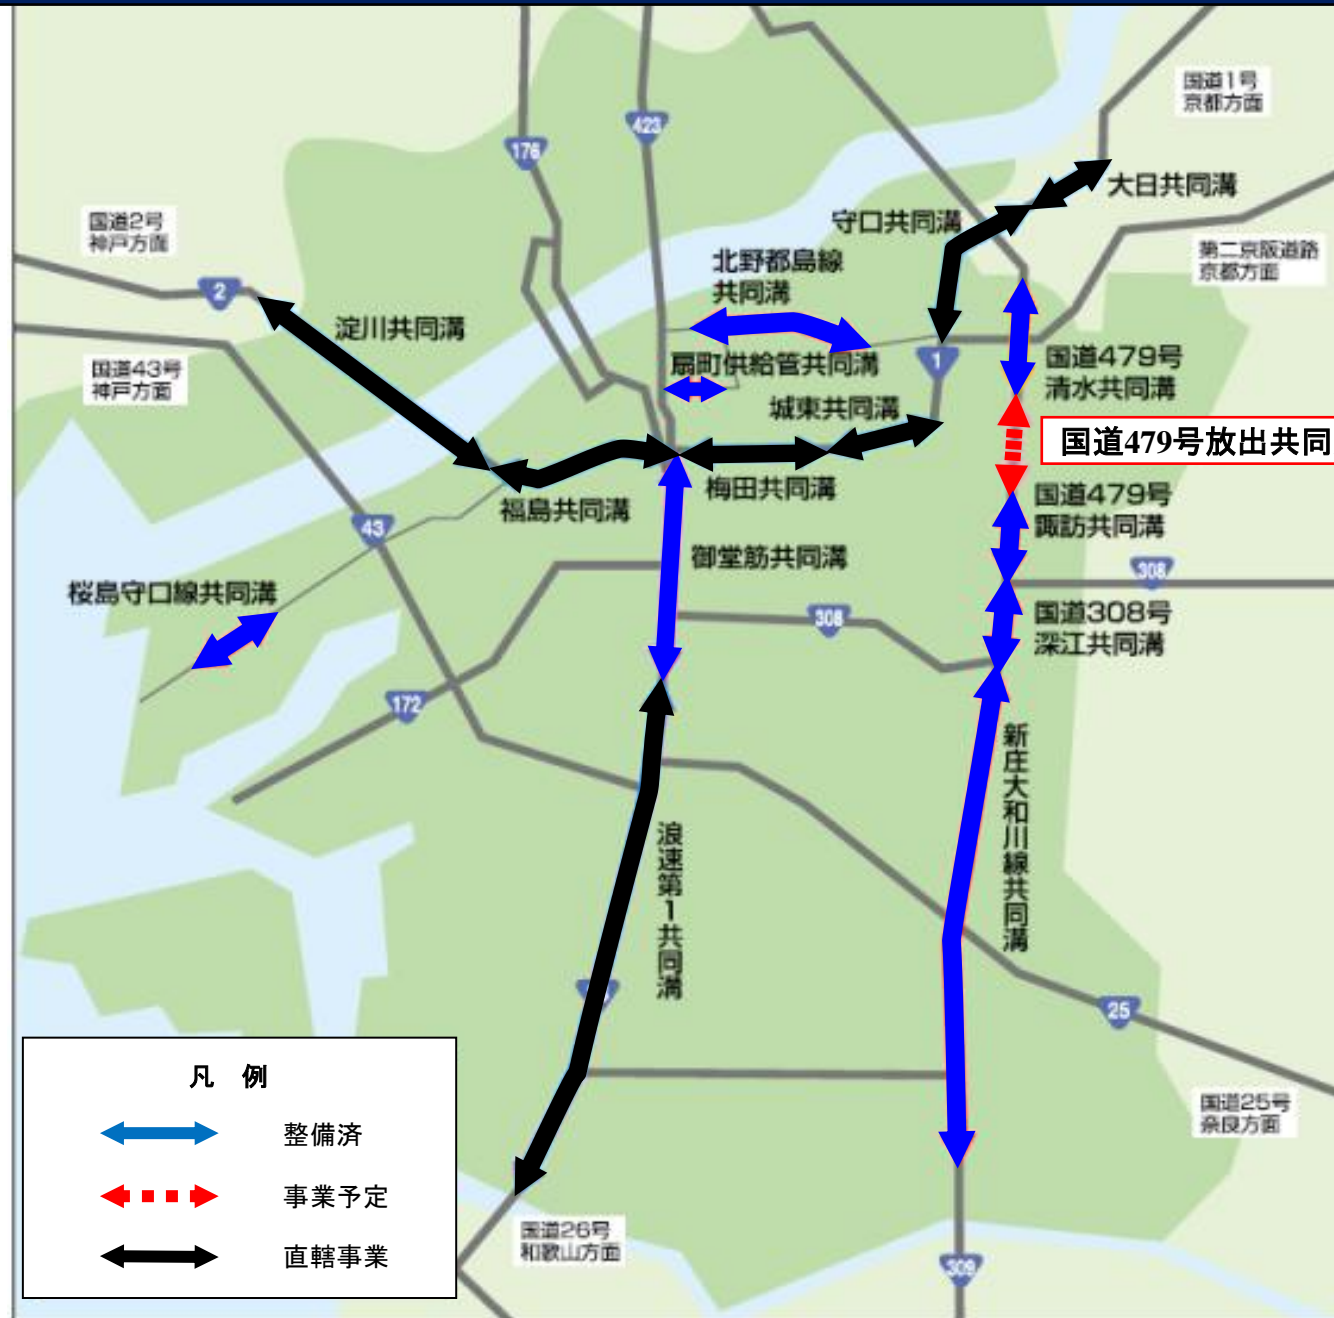 423
国道1号
京都方面
176
大日共同溝
国道2号
神戸方面
守口共同溝
第二京阪道路
京都方面
北野都島線
共同溝
2
淀川共同溝
国道43号
神戸方面
扇町供給管共同溝
1
国道479号
清水共同溝
城東共同溝
国道479号放出共同
梅田共同溝
福島共同溝
国道479号
諏訪共同溝
43
御堂筋共同溝
308
桜島守口線共同溝
308
国道308号
深江共同溝
172
新庄大和川線共同溝
浪速第1共同溝
25
凡 例
整備済
事業予定
直轄事業
国道25号
奈良方面
国道26号
和歌山方面
309